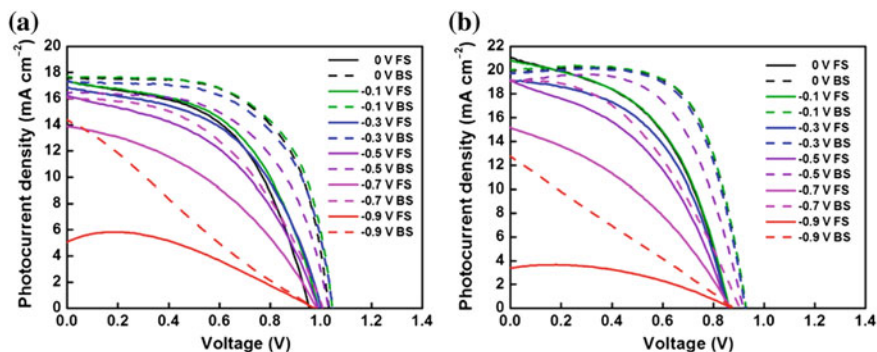 (a)
Photocurrent density (mA cm⁻²)
20
18
16
14
12
10
8
6
4
2
0
0.0 0.2 0.4 0.6 0.8 1.0 1.2 1.4
Voltage (V)
0 V FS
0 V BS
-0.1 V FS
-0.1 V BS
-0.3 V FS
-0.3 V BS
-0.5 V FS
-0.5 V BS
-0.7 V FS
-0.7 V BS
-0.9 V FS
-0.9 V BS
(b)
Photocurrent density (mA cm⁻²)
22
20
18
16
14
12
10
8
6
4
2
0
0.0 0.2 0.4 0.6 0.8 1.0 1.2 1.4
Voltage (V)
0 V FS
0 V BS
-0.1 V FS
-0.1 V BS
-0.3 V FS
-0.3 V BS
-0.5 V FS
-0.5 V BS
-0.7 V FS
-0.7 V BS
-0.9 V FS
-0.9 V BS